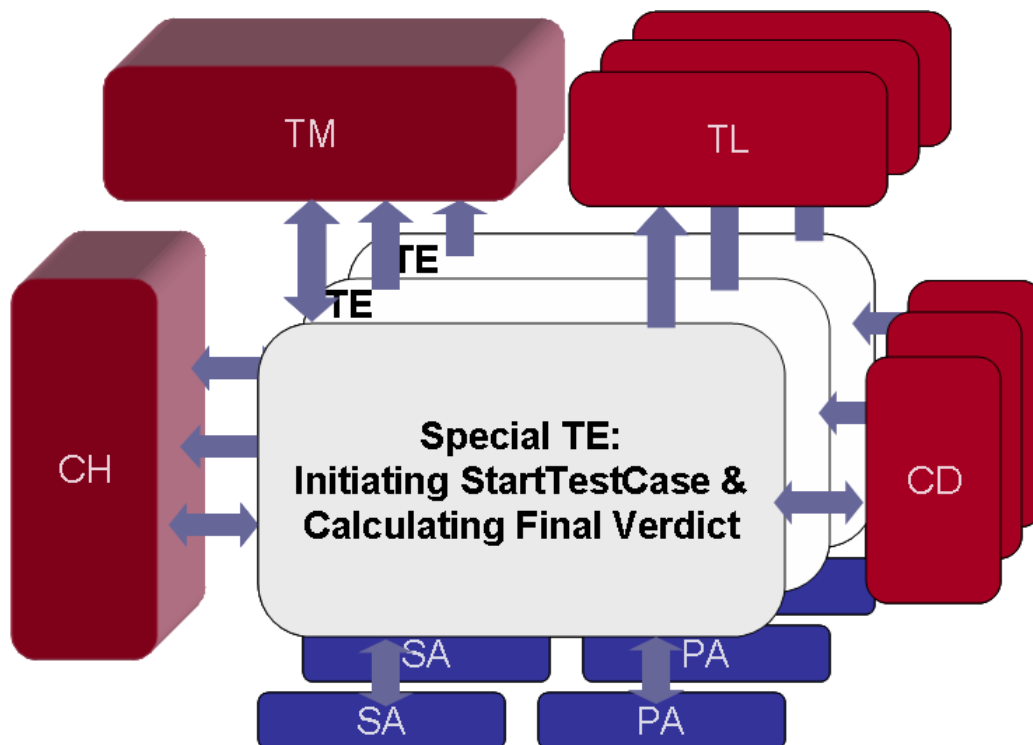 TM
TL
TE
TE
CH
Special TE:
Initiating StartTestCase &
Calculating Final Verdict
CD
SA
PA
SA
PA